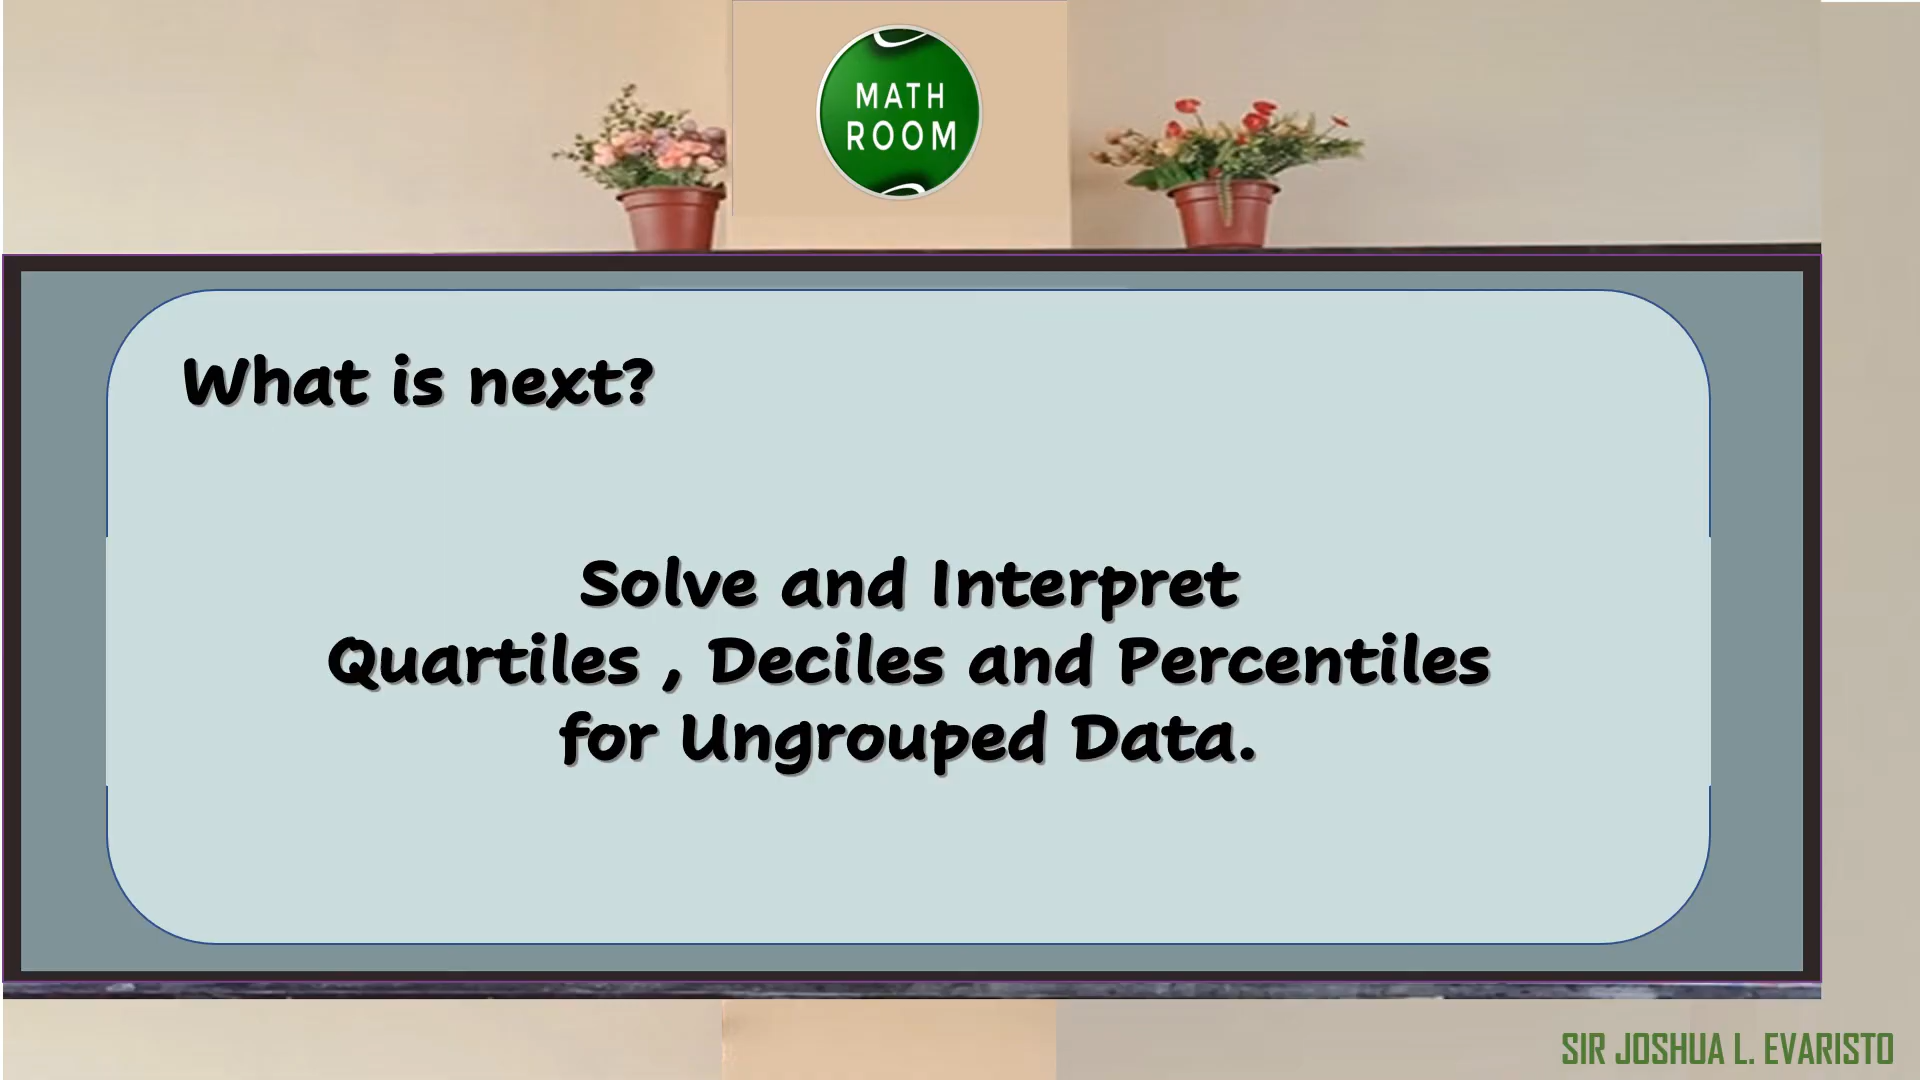 MATH
ROOM
What is next?
Solve and Interpret
Quartiles , Deciles and Percentiles
for Ungrouped Data.
SIR JOSHUA L. EVARISTO